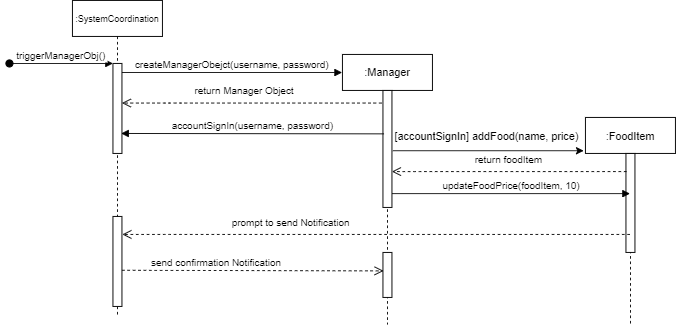 :SystemCoordination
triggerManagerObj()
createManagerObejct(username, password)
:Manager
return Manager Object
accountSignIn(username, password)
[accountSignIn] addFood(name, price)
:FoodItem
return foodItem
updateFoodPrice(foodItem, 10)
prompt to send Notification
send confirmation Notification